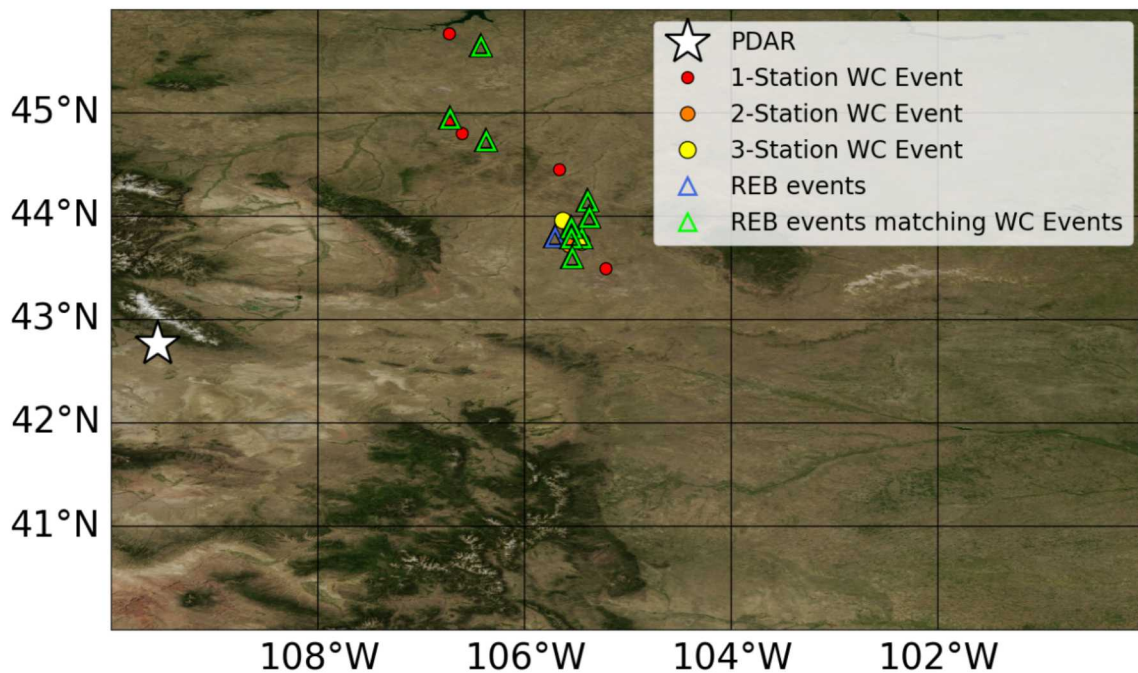 PDAR
1-Station WC Event
2-Station WC Event
3-Station WC Event
REB events
REB events matching WC Events
45°N
44°N
43°N
42°N
41°N
108°W 106°W 104°W 102°W